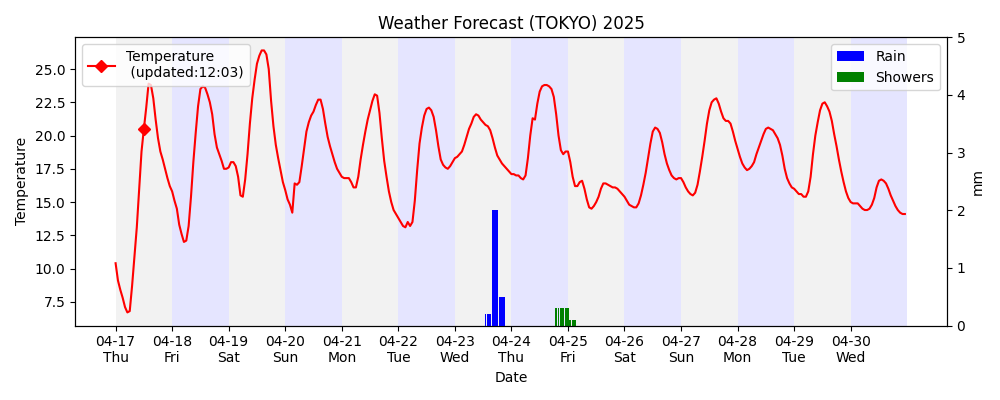 Weather Forecast (TOKYO) 2025
Temperature
(updated:12:03)
Rain
Showers
Temperature
25.0
22.5
20.0
17.5
15.0
12.5
10.0
7.5
5
4
3
2
1
0
mm
04-17 04-18 04-19 04-20 04-21 04-22 04-23 04-24 04-25 04-26 04-27 04-28 04-29 04-30
Thu Fri Sat Sun Mon Tue Wed Thu Fri Sat Sun Mon Tue Wed
Date